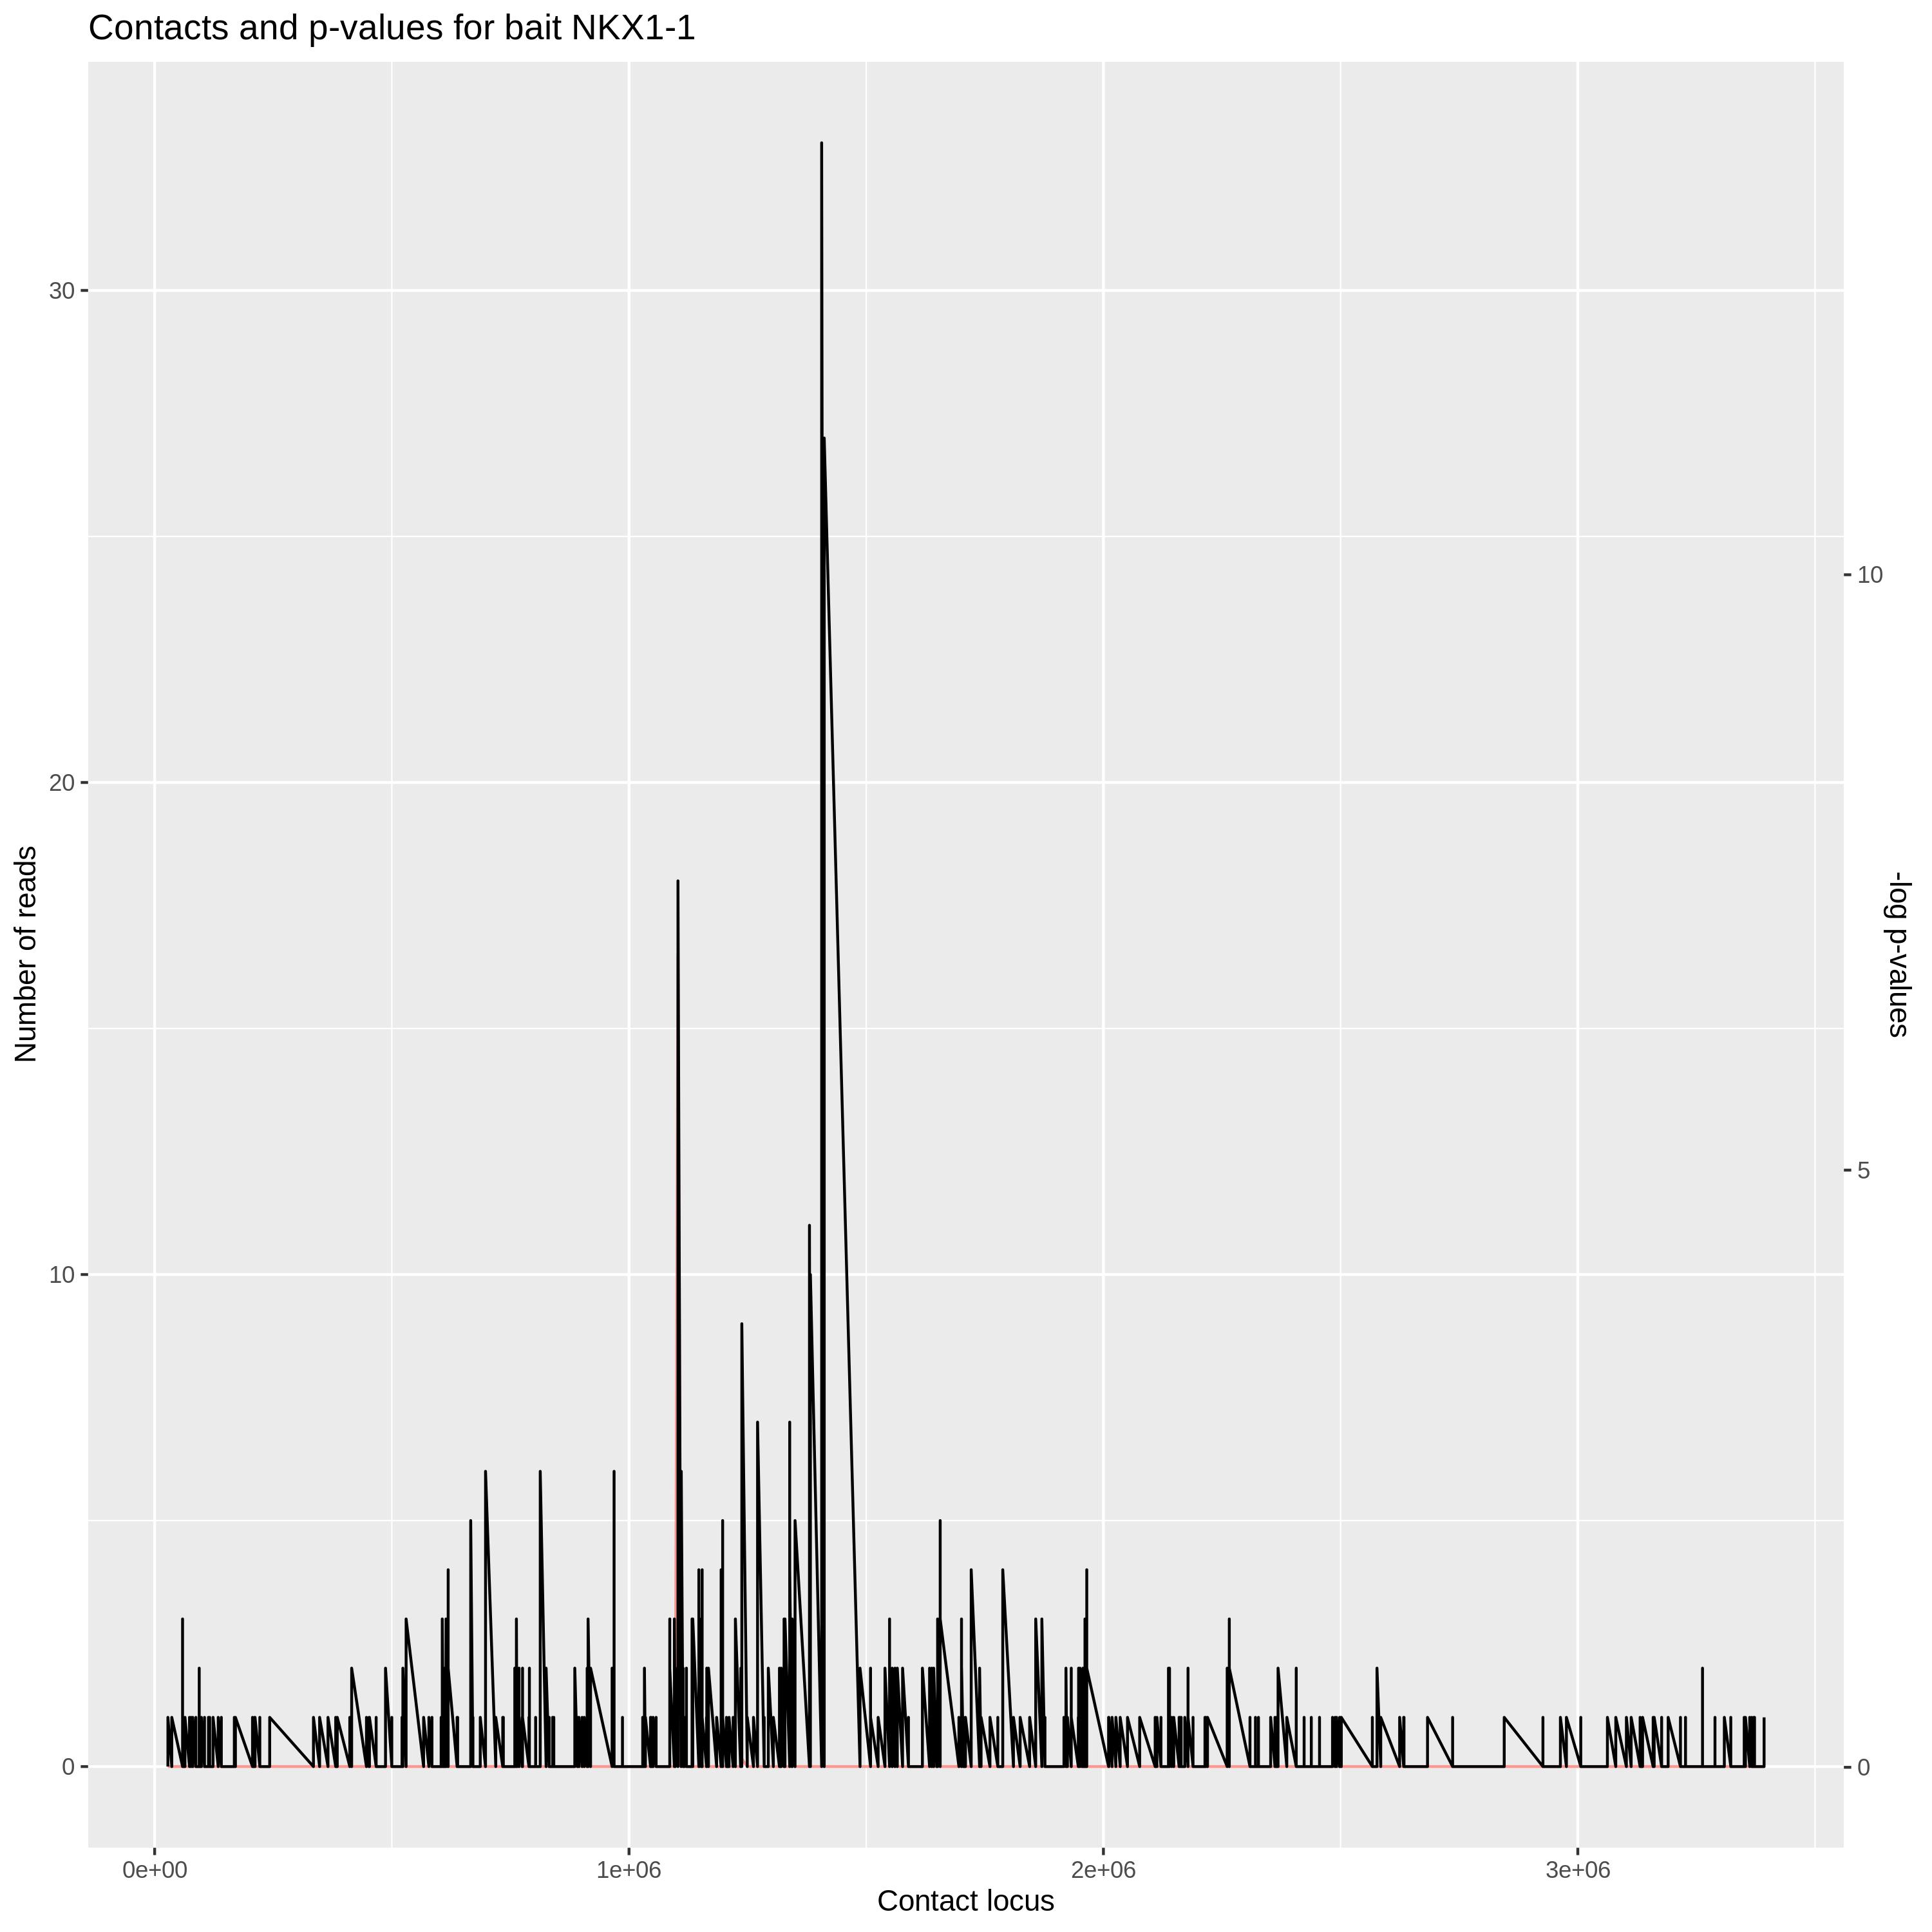 Contacts and p-values for bait NKX1-1
30
20
10
0
Number of reads
10
5
0
-log p-values
0e+00 1e+06 2e+06 3e+06
Contact locus